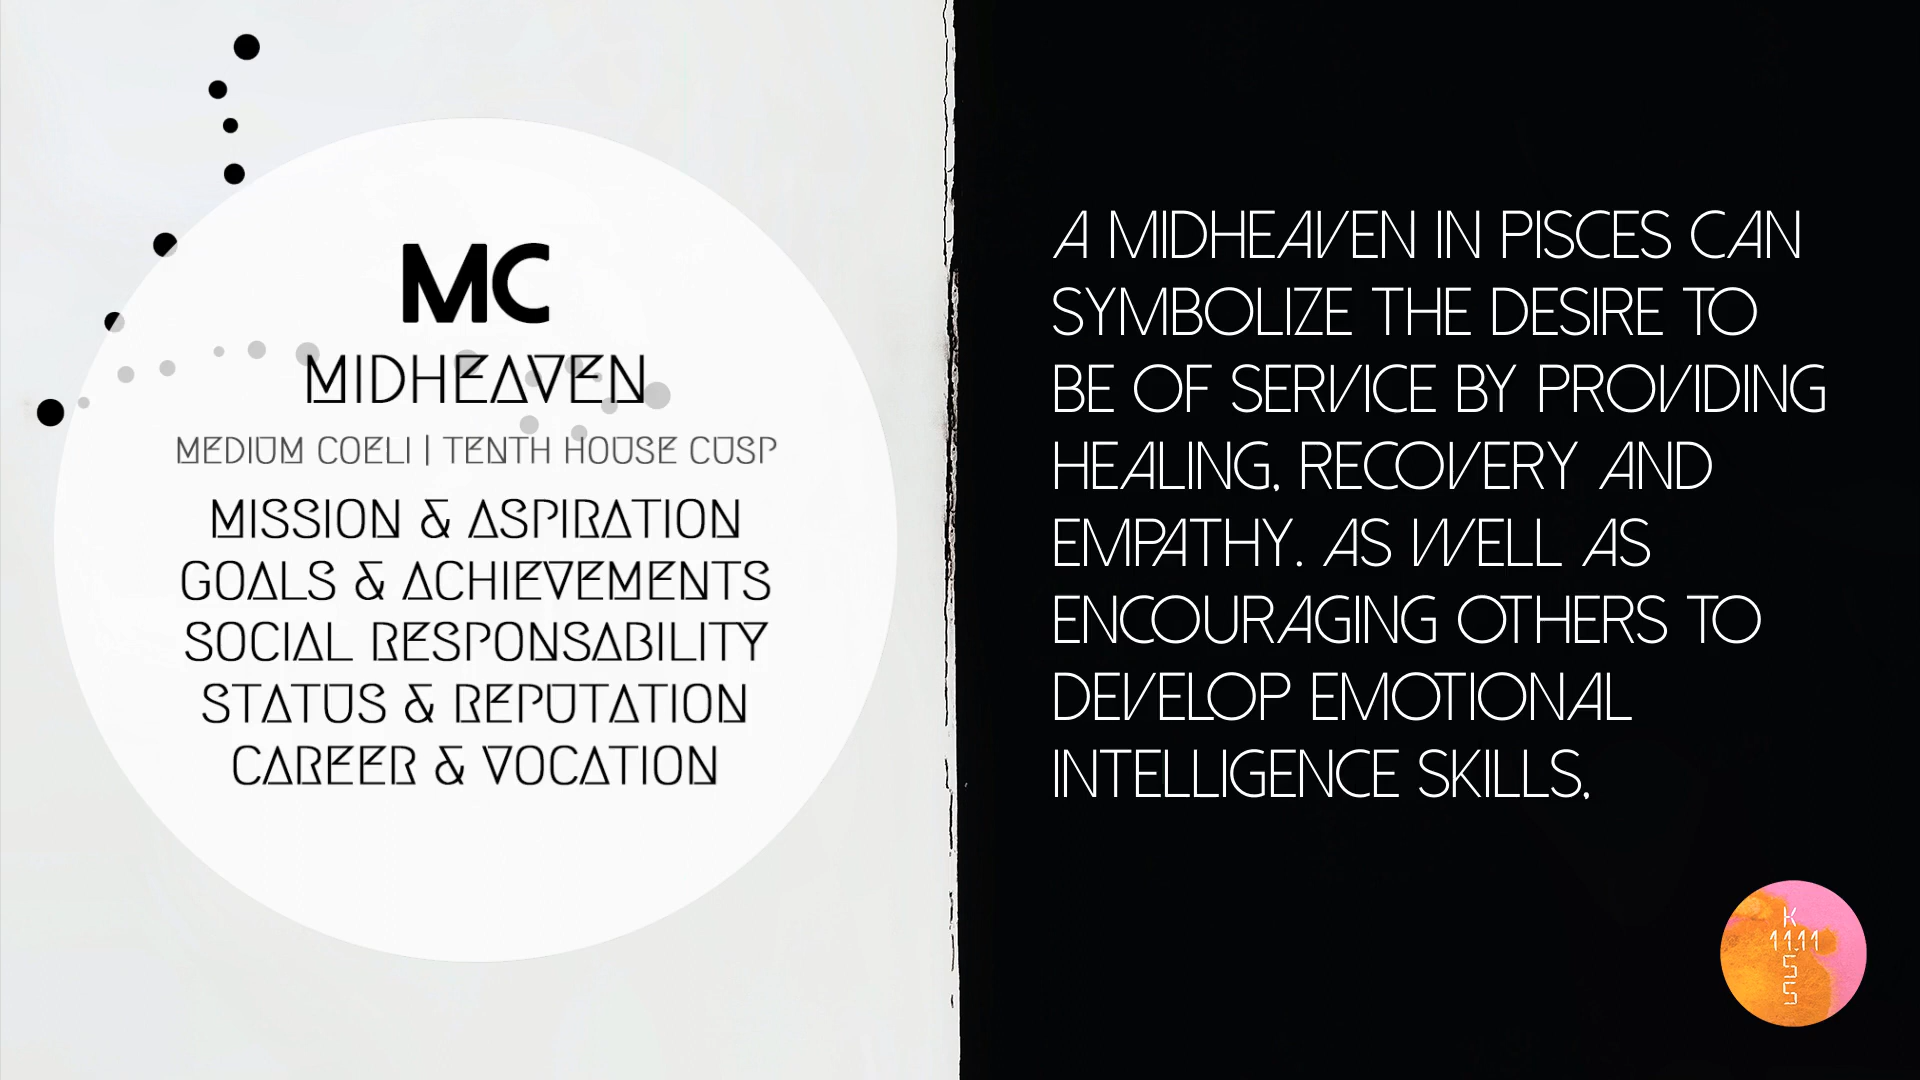 MC
MIDHEAVEN
MEDIUM COELI | TENTH HOUSE CUSP
MISSION & ASPIRATION
GOALS & ACHIEVEMENTS
SOCIAL RESPONSABILITY
STATUS & REPUTATION
CAREER & VOCATION
A MIDHEAVEN IN PISCES CAN
SYMBOLIZE THE DESIRE TO
BE OF SERVICE BY PROVIDING
HEALING, RECOVERY AND
EMPATHY. AS WELL AS
ENCOURAGING OTHERS TO
DEVELOP EMOTIONAL
INTELLIGENCE SKILLS,
K
11.11
S
S